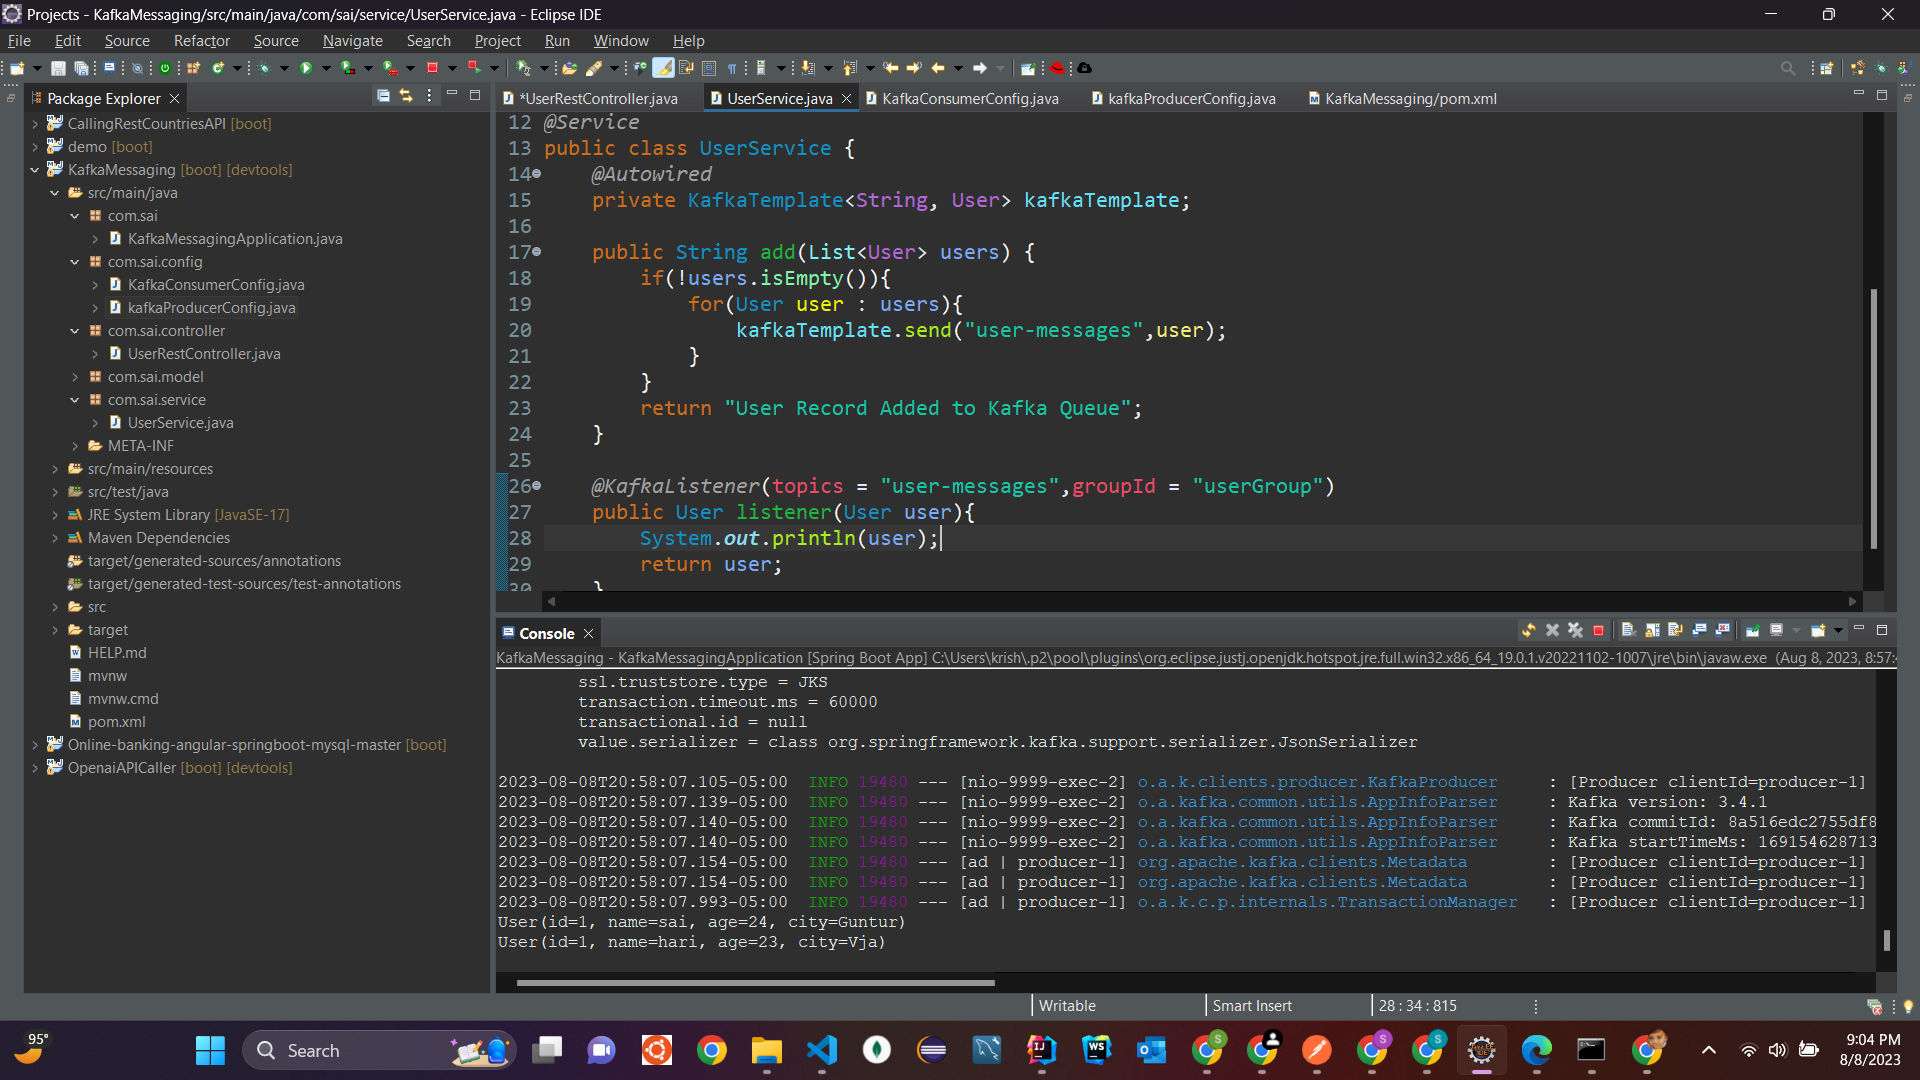 Projects - KafkaMessaging/src/main/java/com/sai/service/UserService.java - Eclipse IDE
File Edit Source Refactor Source Navigate Search Project Run Window Help
Package Explorer
CallingRestCountriesAPI [boot]
demo [boot]
KafkaMessaging [boot] [devtools]
src/main/java
com.sai
KafkaMessagingApplication.java
com.sai.config
KafkaConsumerConfig.java
kafkaProducerConfig.java
com.sai.controller
UserRestController.java
com.sai.model
com.sai.service
UserService.java
META-INF
src/main/resources
src/test/java
JRE System Library [JavaSE-17]
Maven Dependencies
target/generated-sources/annotations
target/generated-test-sources/test-annotations
src
target
HELP.md
mvnw
mvnw.cmd
pom.xml
Online-banking-angular-springboot-mysql-master [boot]
OpenaiAPICaller [boot] [devtools]
*UserRestController.java UserService.java KafkaConsumerConfig.java kafkaProducerConfig.java KafkaMessaging/pom.xml
12 @Service
13 public class UserService {
14 @Autowired
15 private KafkaTemplate<String, User> kafkaTemplate;
16
17 public String add(List<User> users) {
18 if(!users.isEmpty()){
19 for(User user : users){
20 kafkaTemplate.send("user-messages",user);
21 }
22 }
23 return "User Record Added to Kafka Queue";
24 }
25
26 @KafkaListener(topics = "user-messages",groupId = "userGroup")
27 public User listener(User user){
28 System.out.println(user);
29 return user;
30 }
Console
KafkaMessaging - KafkaMessagingApplication [Spring Boot App] C:\Users\krish\.p2\pool\plugins\org.eclipse.justj.openjdk.hotspot.jre.full.win32.x86_64_19.0.1.v20221102-1007\jre\bin\javaw.exe (Aug 8, 2023, 8:57:
ssl.truststore.type = JKS
transaction.timeout.ms = 60000
transactional.id = null
value.serializer = class org.springframework.kafka.support.serializer.JsonSerializer
2023-08-08T20:58:07.105-05:00 INFO 19480 --- [nio-9999-exec-2] o.a.k.clients.producer.KafkaProducer : [Producer clientId=producer-1]
2023-08-08T20:58:07.139-05:00 INFO 19480 --- [nio-9999-exec-2] o.a.kafka.common.utils.AppInfoParser : Kafka version: 3.4.1
2023-08-08T20:58:07.140-05:00 INFO 19480 --- [nio-9999-exec-2] o.a.kafka.common.utils.AppInfoParser : Kafka commitId: 8a516edc2755df8
2023-08-08T20:58:07.140-05:00 INFO 19480 --- [nio-9999-exec-2] o.a.kafka.common.utils.AppInfoParser : Kafka startTimeMs: 169154628713
2023-08-08T20:58:07.154-05:00 INFO 19480 --- [ad | producer-1] org.apache.kafka.clients.Metadata : [Producer clientId=producer-1]
2023-08-08T20:58:07.154-05:00 INFO 19480 --- [ad | producer-1] org.apache.kafka.clients.Metadata : [Producer clientId=producer-1]
2023-08-08T20:58:07.993-05:00 INFO 19480 --- [ad | producer-1] o.a.k.c.p.internals.TransactionManager : [Producer clientId=producer-1]
User(id=1, name=sai, age=24, city=Guntur)
User(id=1, name=hari, age=23, city=Vja)
Writable Smart Insert 28 : 34 : 815
95°
Search
9:04 PM
8/8/2023